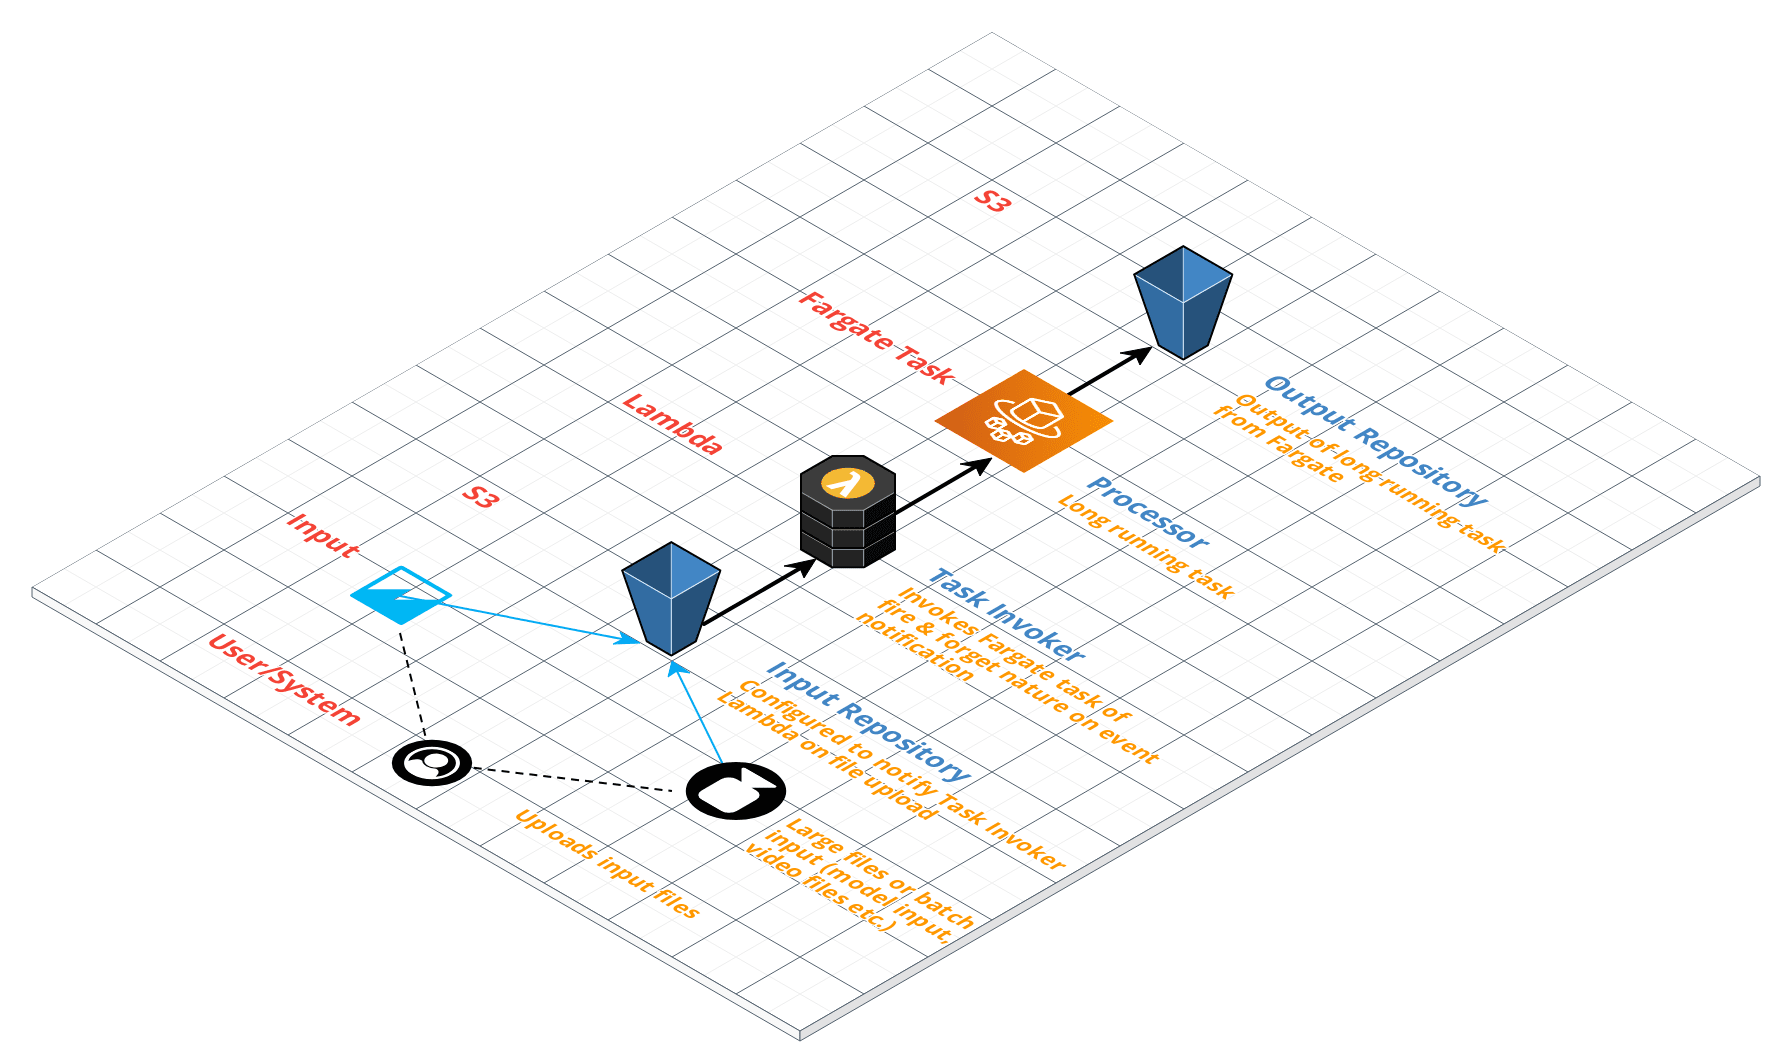 S3
Fargate Task
Lambda
S3
Input
User/System
Output Repository
Output of long running task
from Fargate
Processor
Long running task
Task Invoker
Invokes Fargate task of
fire & forget nature on event
notification
Input Repository
Configured to notify Task Invoker
Lambda on file upload
Large files or batch
input (model input,
video files etc.)
Uploads input files